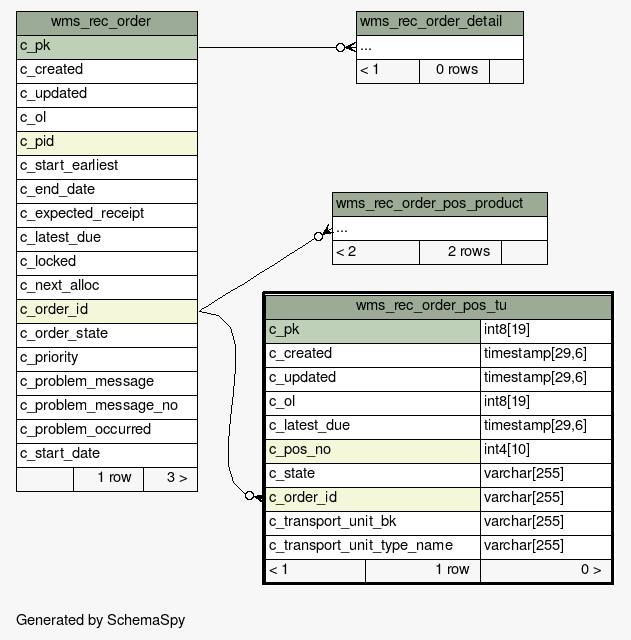 wms_rec_order
c_pk
c_created
c_updated
c_ol
c_pid
c_start_earliest
c_end_date
c_expected_receipt
c_latest_due
c_locked
c_next_alloc
c_order_id
c_order_state
c_priority
c_problem_message
c_problem_message_no
c_problem_occurred
c_start_date
1 row 3 >
wms_rec_order_detail
...
< 1 0 rows
wms_rec_order_pos_product
...
< 2 2 rows
wms_rec_order_pos_tu
c_pk int8[19]
c_created timestamp[29,6]
c_updated timestamp[29,6]
c_ol int8[19]
c_latest_due timestamp[29,6]
c_pos_no int4[10]
c_state varchar[255]
c_order_id varchar[255]
c_transport_unit_bk varchar[255]
c_transport_unit_type_name varchar[255]
< 1 1 row 0 >
Generated by SchemaSpy